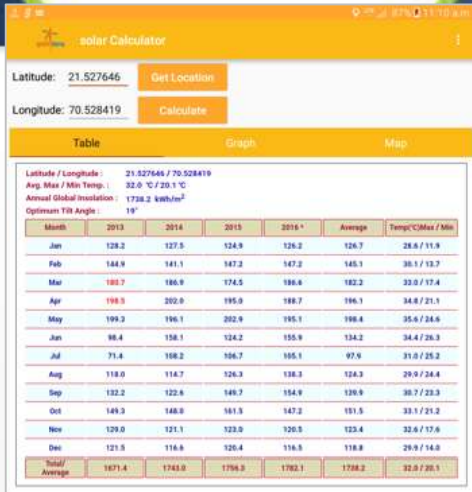 87% 11:10 a.m
solar Calculator
Latitude: 21.527646 Get Location
Longitude: 70.528419 Calculate
Table Graph Map
Latitude / Longitude : 21.527646 / 70.528419
Avg. Max / Min Temp. : 32.0 °C / 20.1 °C
Annual Global Insolation : 1738.2 kWh/m²
Optimum Tilt Angle : 19°
Month 2013 2014 2015 2016 * Average Temp(°C)Max / Min
Jan 128.2 127.5 124.9 126.2 126.7 28.6 / 11.9
Feb 144.9 141.1 147.2 147.2 145.1 30.1 / 13.7
Mar 180.7 186.9 174.5 186.6 182.2 33.0 / 17.4
Apr 198.5 202.0 195.0 188.7 196.1 34.8 / 21.1
May 199.3 196.1 202.9 195.1 198.4 35.6 / 24.6
Jun 98.4 158.1 124.2 155.9 134.2 34.4 / 26.3
Jul 71.4 108.2 106.7 105.1 97.9 31.0 / 25.2
Aug 118.0 114.7 126.3 138.3 124.3 29.9 / 24.4
Sep 132.2 122.6 149.7 154.9 139.9 30.7 / 23.3
Oct 149.3 148.0 161.5 147.2 151.5 33.1 / 21.2
Nov 129.0 121.1 123.0 120.5 123.4 32.6 / 17.6
Dec 121.5 116.6 120.4 116.5 118.8 29.9 / 14.0
Total/ Average 1671.4 1743.0 1756.3 1782.1 1738.2 32.0 / 20.1